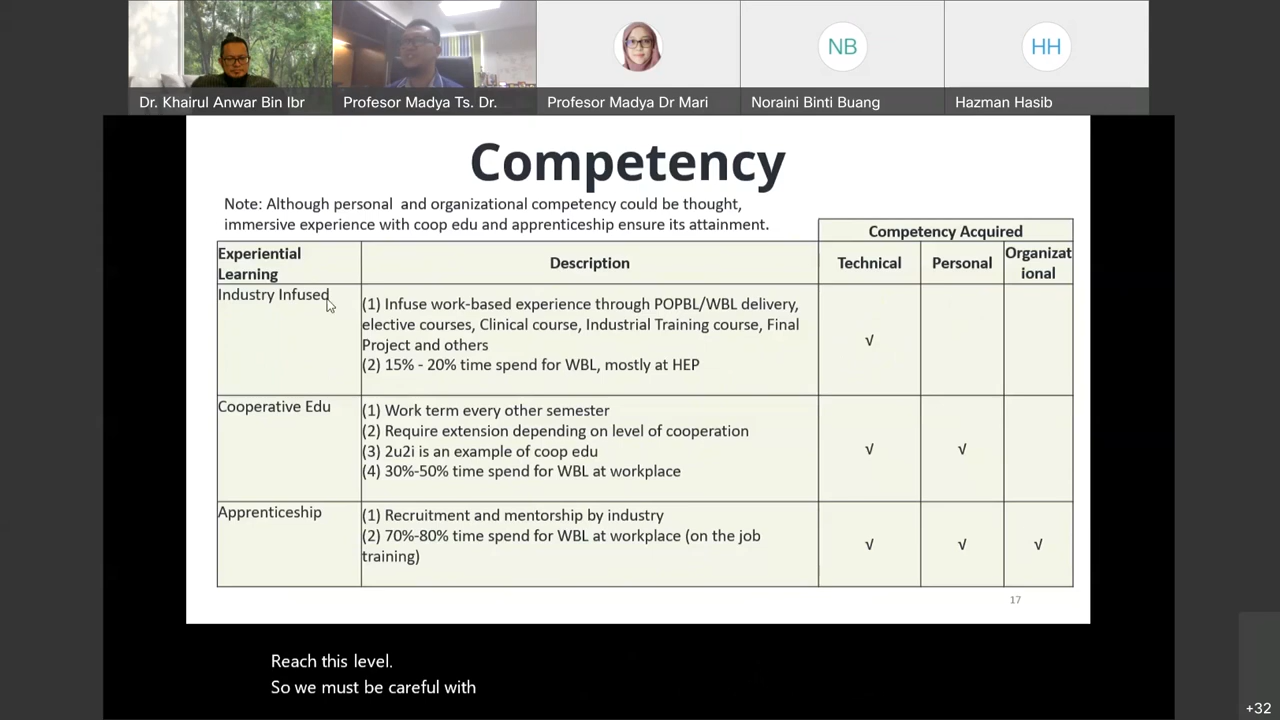 NB
HH
Dr. Khairul Anwar Bin Ibr
Profesor Madya Ts. Dr.
Profesor Madya Dr Mari
Noraini Binti Buang
Hazman Hasib
Competency
Note: Although personal and organizational competency could be thought,
immersive experience with coop edu and apprenticeship ensure its attainment.
Competency Acquired
Experiential
Learning
Description
Technical
Personal
Organizat
ional
Industry Infused
(1) Infuse work-based experience through POPBL/WBL delivery,
elective courses, Clinical course, Industrial Training course, Final
Project and others
(2) 15% - 20% time spend for WBL, mostly at HEP
√
Cooperative Edu
(1) Work term every other semester
(2) Require extension depending on level of cooperation
(3) 2u2i is an example of coop edu
(4) 30%-50% time spend for WBL at workplace
√
√
Apprenticeship
(1) Recruitment and mentorship by industry
(2) 70%-80% time spend for WBL at workplace (on the job
training)
√
√
√
17
Reach this level.
So we must be careful with
+32